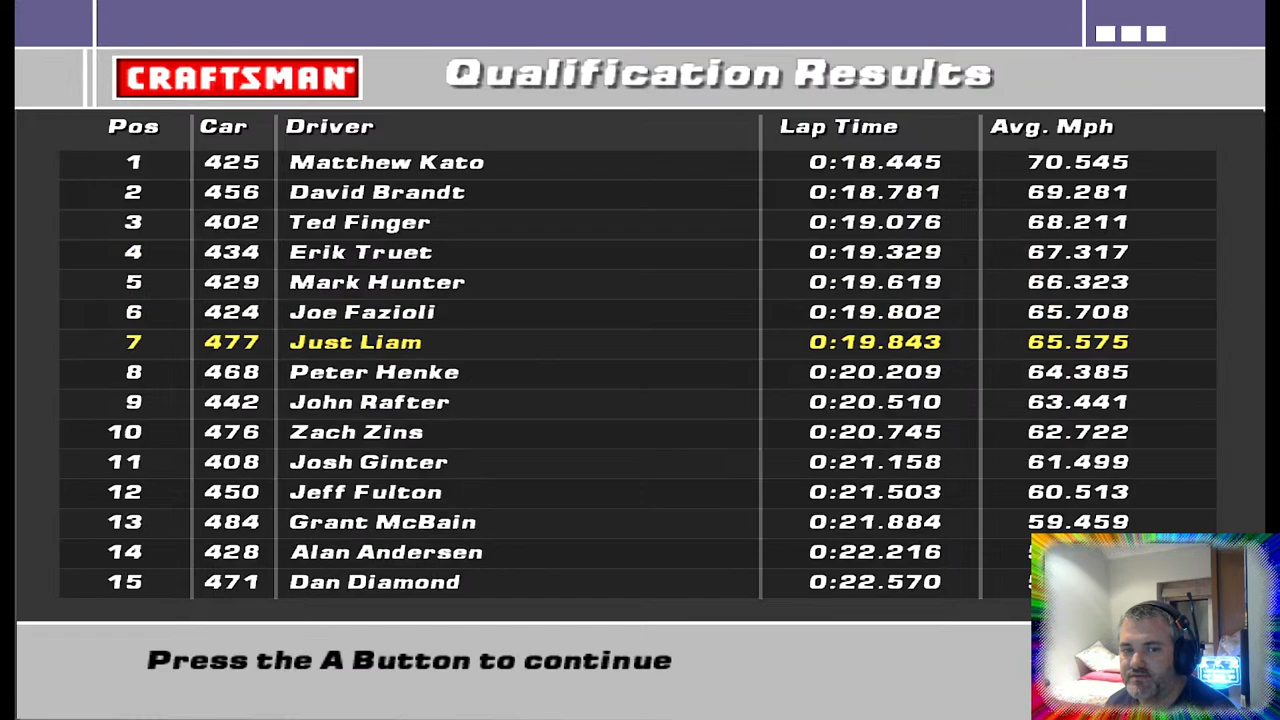 CRAFTSMAN
Qualification Results
Pos Car Driver Lap Time Avg. Mph
1 425 Matthew Kato 0:18.445 70.545
2 456 David Brandt 0:18.781 69.281
3 402 Ted Finger 0:19.076 68.211
4 434 Erik Truet 0:19.329 67.317
5 429 Mark Hunter 0:19.619 66.323
6 424 Joe Fazioli 0:19.802 65.708
7 477 Just Liam 0:19.843 65.575
8 468 Peter Henke 0:20.209 64.385
9 442 John Rafter 0:20.510 63.441
10 476 Zach Zins 0:20.745 62.722
11 408 Josh Ginter 0:21.158 61.499
12 450 Jeff Fulton 0:21.503 60.513
13 484 Grant McBain 0:21.884 59.459
14 428 Alan Andersen 0:22.216
15 471 Dan Diamond 0:22.570
Press the A Button to continue